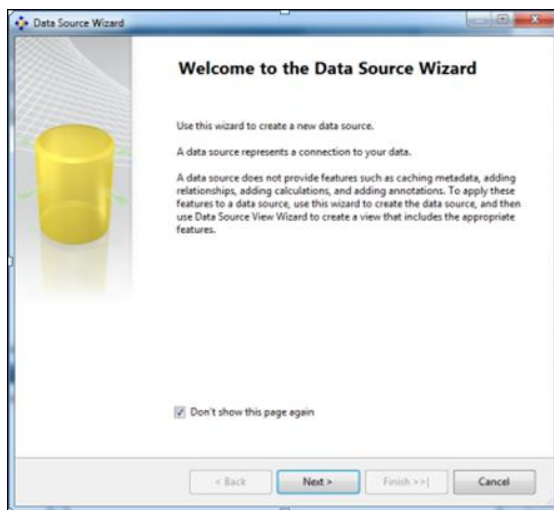 Data Source Wizard
Welcome to the Data Source Wizard
Use this wizard to create a new data source.
A data source represents a connection to your data.
A data source does not provide features such as caching metadata, adding
relationships, adding calculations, and adding annotations. To apply these
features to a data source, use this wizard to create the data source, and then
use Data Source View Wizard to create a view that includes the appropriate
features.
Don't show this page again
< Back Next > Finish >>| Cancel